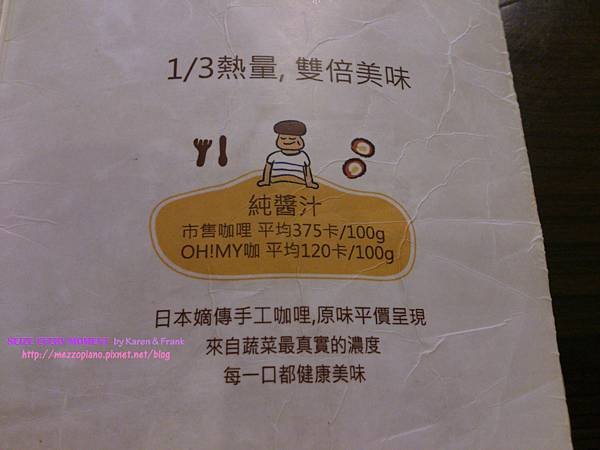 1/3熱量, 雙倍美味
純醬汁
市售咖哩 平均375卡/100g
OH!MY咖 平均120卡/100g
日本嫡傳手工咖哩,原味平價呈現
來自蔬菜最真實的濃度
每一口都健康美味
by Karen & Frank
http://mezzopiano.pixnet.net/blog